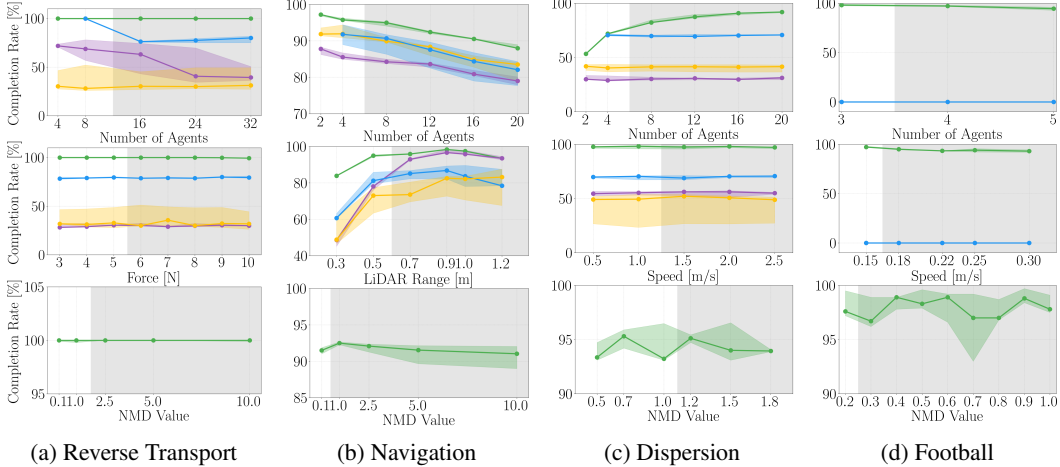 Completion Rate [%]
100
50
0
4 8 16 24 32
Number of Agents
100
90
80
70
2 4 8 12 16 20
Number of Agents
100
50
0
2 4 8 12 16 20
Number of Agents
100
50
0
3 4 5
Number of Agents
Completion Rate [%]
100
50
0
3 4 5 6 7 8 9 10
Force [N]
100
80
60
40
0.3 0.5 0.7 0.91.0 1.2
LiDAR Range [m]
100
50
0
0.5 1.0 1.5 2.0 2.5
Speed [m/s]
100
50
0
0.15 0.18 0.22 0.25 0.30
Speed [m/s]
Completion Rate [%]
105
100
95
0.11.0 2.5 5.0 10.0
NMD Value
100
95
90
85
0.11.0 2.5 5.0 10.0
NMD Value
100
95
90
0.5 0.7 1.0 1.2 1.5 1.8
NMD Value
100
95
90
0.2 0.3 0.4 0.5 0.6 0.7 0.8 0.9 1.0
NMD Value
(a) Reverse Transport
(b) Navigation
(c) Dispersion
(d) Football